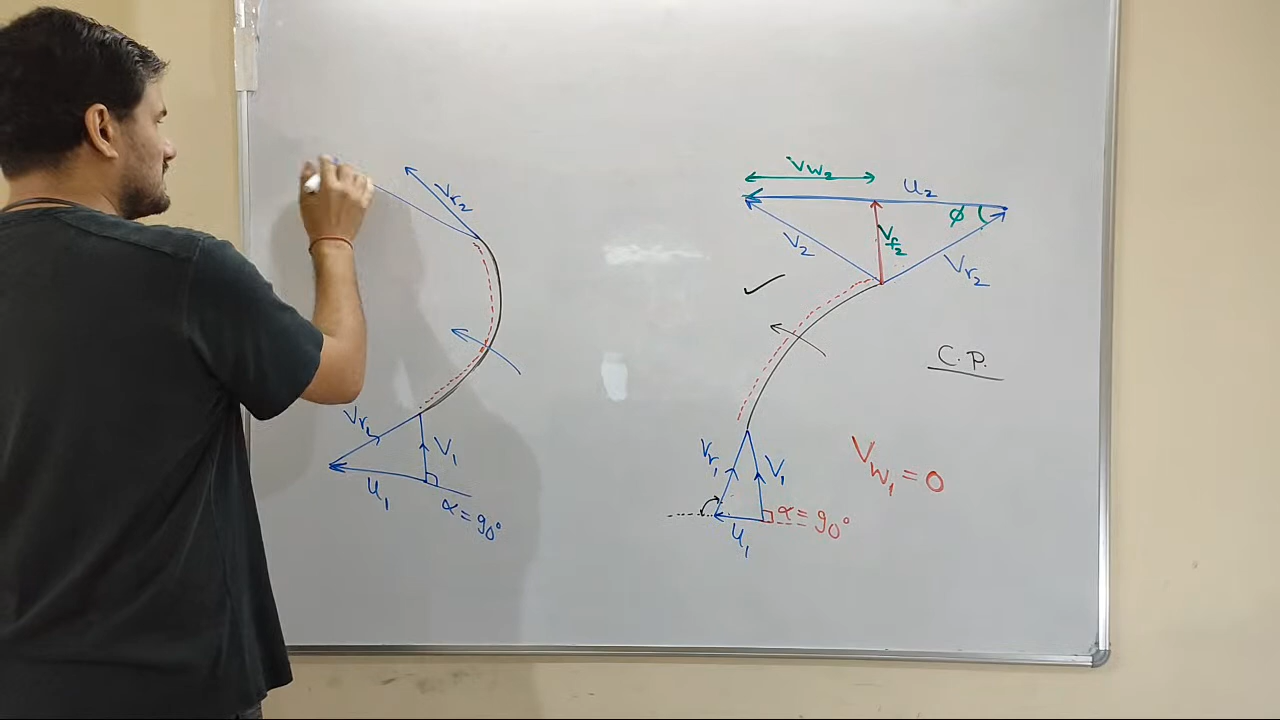 Vr₂
Vr₁
V₁
u₁
α = 90°
Vw₂
u₂
φ
V₂
Vf₂
Vr₂
C.P.
Vr₁
V₁
u₁
α = 90°
Vw₁ = 0